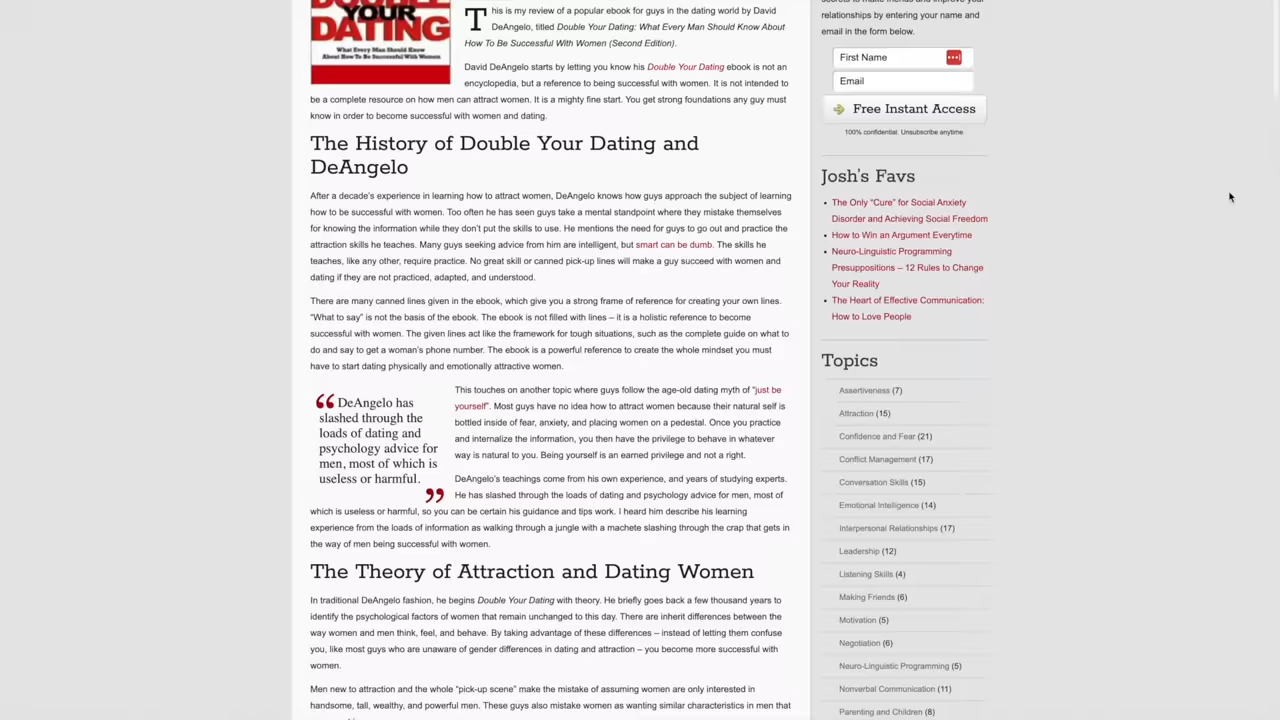 YOUR
DATING
What Every Man Should Know
About How To Be Successful With Women
This is my review of a popular ebook for guys in the dating world by David
DeAngelo, titled Double Your Dating: What Every Man Should Know About
How To Be Successful With Women (Second Edition).
David DeAngelo starts by letting you know his Double Your Dating ebook is not an
encyclopedia, but a reference to being successful with women. It is not intended to
be a complete resource on how men can attract women. It is a mighty fine start. You get strong foundations any guy must
know in order to become successful with women and dating.
The History of Double Your Dating and
DeAngelo
After a decade's experience in learning how to attract women, DeAngelo knows how guys approach the subject of learning
how to be successful with women. Too often he has seen guys take a mental standpoint where they mistake themselves
for knowing the information while they don't put the skills to use. He mentions the need for guys to go out and practice the
attraction skills he teaches. Many guys seeking advice from him are intelligent, but smart can be dumb. The skills he
teaches, like any other, require practice. No great skill or canned pick-up lines will make a guy succeed with women and
dating if they are not practiced, adapted, and understood.
There are many canned lines given in the ebook, which give you a strong frame of reference for creating your own lines.
“What to say” is not the basis of the ebook. The ebook is not filled with lines – it is a holistic reference to become
successful with women. The given lines act like the framework for tough situations, such as the complete guide on what to
do and say to get a woman's phone number. The ebook is a powerful reference to create the whole mindset you must
have to start dating physically and emotionally attractive women.
“ DeAngelo has
slashed through the
loads of dating and
psychology advice for
men, most of which is
useless or harmful. ”
This touches on another topic where guys follow the age-old dating myth of “just be
yourself”. Most guys have no idea how to attract women because their natural self is
bottled inside of fear, anxiety, and placing women on a pedestal. Once you practice
and internalize the information, you then have the privilege to behave in whatever
way is natural to you. Being yourself is an earned privilege and not a right.
DeAngelo's teachings come from his own experience, and years of studying experts.
He has slashed through the loads of dating and psychology advice for men, most of
which is useless or harmful, so you can be certain his guidance and tips work. I heard him describe his learning
experience from the loads of information as walking through a jungle with a machete slashing through the crap that gets in
the way of men being successful with women.
The Theory of Attraction and Dating Women
In traditional DeAngelo fashion, he begins Double Your Dating with theory. He briefly goes back a few thousand years to
identify the psychological factors of women that remain unchanged to this day. There are inherit differences between the
way women and men think, feel, and behave. By taking advantage of these differences – instead of letting them confuse
you, like most guys who are unaware of gender differences in dating and attraction – you become more successful with
women.
Men new to attraction and the whole “pick-up scene” make the mistake of assuming women are only interested in
handsome, tall, wealthy, and powerful men. These guys also mistake women as wanting similar characteristics in men that
secrets to make friends and improve your
relationships by entering your name and
email in the form below.
First Name
Email
Free Instant Access
100% confidential. Unsubscribe anytime.
Josh's Favs
The Only “Cure” for Social Anxiety
Disorder and Achieving Social Freedom
How to Win an Argument Everytime
Neuro-Linguistic Programming
Presuppositions – 12 Rules to Change
Your Reality
The Heart of Effective Communication:
How to Love People
Topics
Assertiveness (7)
Attraction (15)
Confidence and Fear (21)
Conflict Management (17)
Conversation Skills (15)
Emotional Intelligence (14)
Interpersonal Relationships (17)
Leadership (12)
Listening Skills (4)
Making Friends (6)
Motivation (5)
Negotiation (6)
Neuro-Linguistic Programming (5)
Nonverbal Communication (11)
Parenting and Children (8)